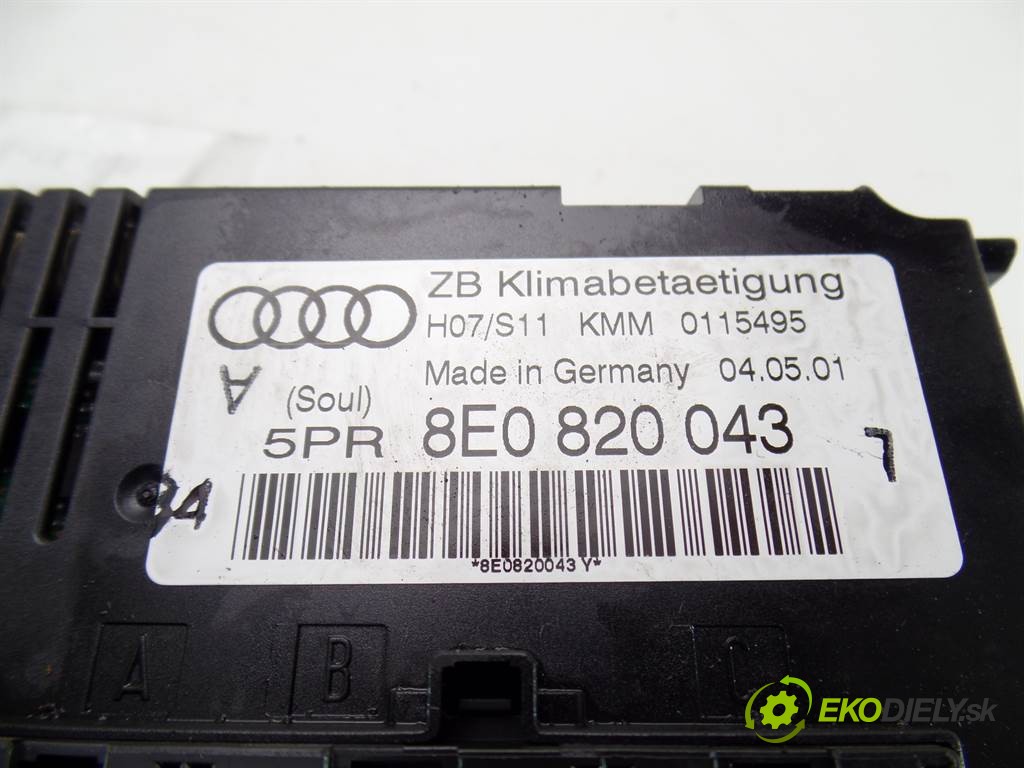 ZB Klimabetaetigung
H07/S11 KMM 0115495
Made in Germany 04.05.01
A
(Soul)
5PR 8E0 820 043
L
94
*8E0820043 Y*
A B C
EKODIELY.sk